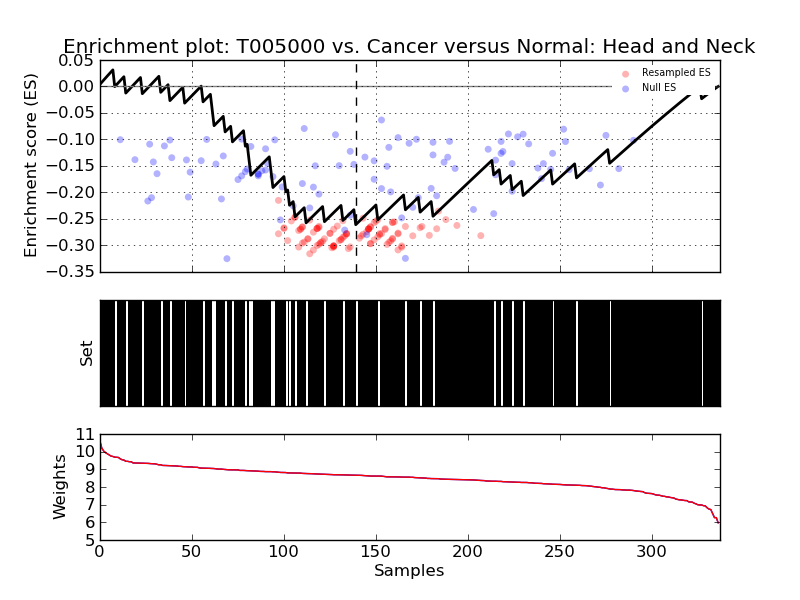 Enrichment plot: T005000 vs. Cancer versus Normal: Head and Neck
0.05
0.00
−0.05
−0.10
−0.15
−0.20
−0.25
−0.30
−0.35
Enrichment score (ES)
Resampled ES
Null ES
Set
11
10
9
8
7
6
5
Weights
0 50 100 150 200 250 300
Samples